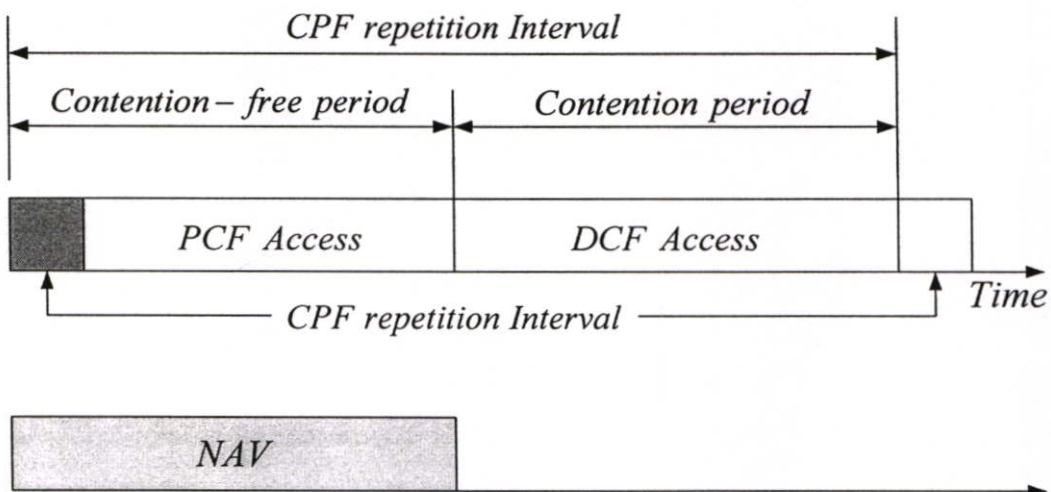 CPF repetition Interval
Contention – free period Contention period
PCF Access DCF Access
Time
CPF repetition Interval
NAV